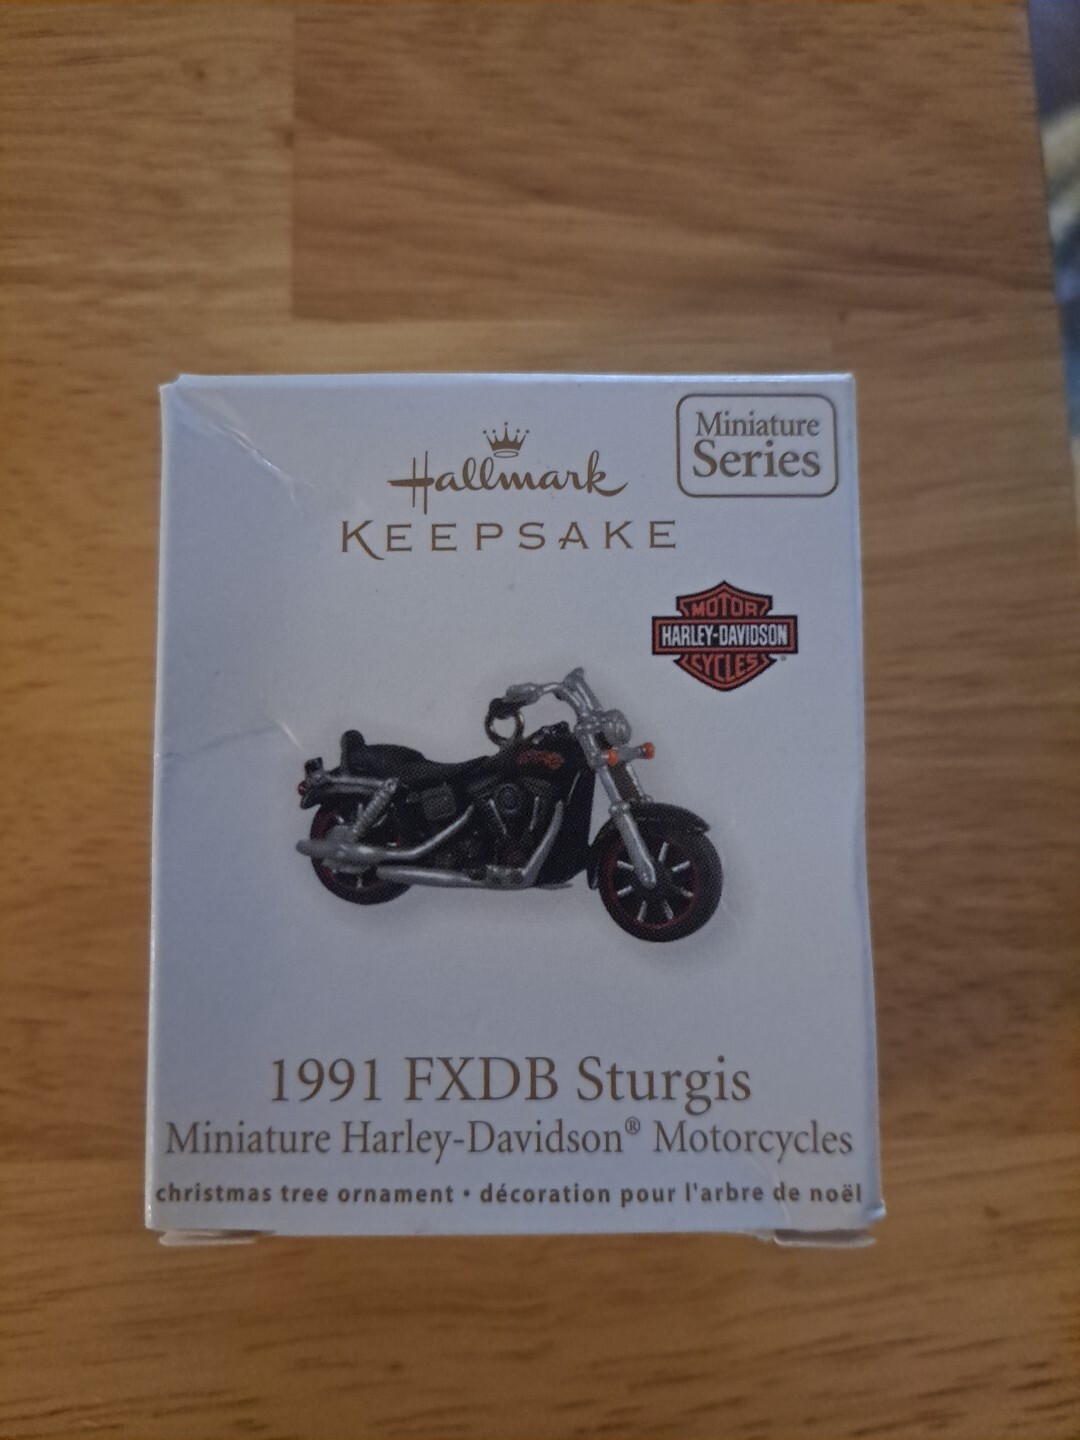 Hallmark
KEEPSAKE
Miniature
Series
MOTOR
HARLEY-DAVIDSON
CYCLES
1991 FXDB Sturgis
Miniature Harley-Davidson® Motorcycles
christmas tree ornament • décoration pour l'arbre de noël